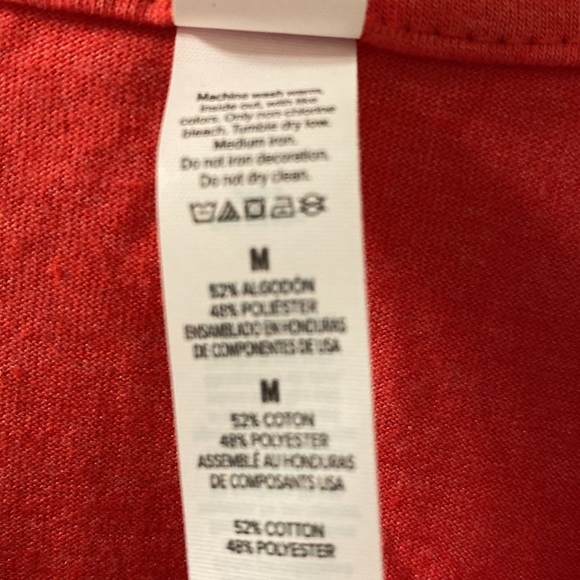 Machine wash warm.
Inside out, with like
colors. Only non-chlorine
bleach. Tumble dry low.
Medium iron.
Do not iron decoration.
Do not dry clean.
M
52% ALGODÓN
48% POLIÉSTER
ENSAMBLADO EN HONDURAS
DE COMPONENTES DE USA
M
52% COTON
48% POLYESTER
ASSEMBLÉ AU HONDURAS
DE COMPOSANTS USA
52% COTTON
48% POLYESTER